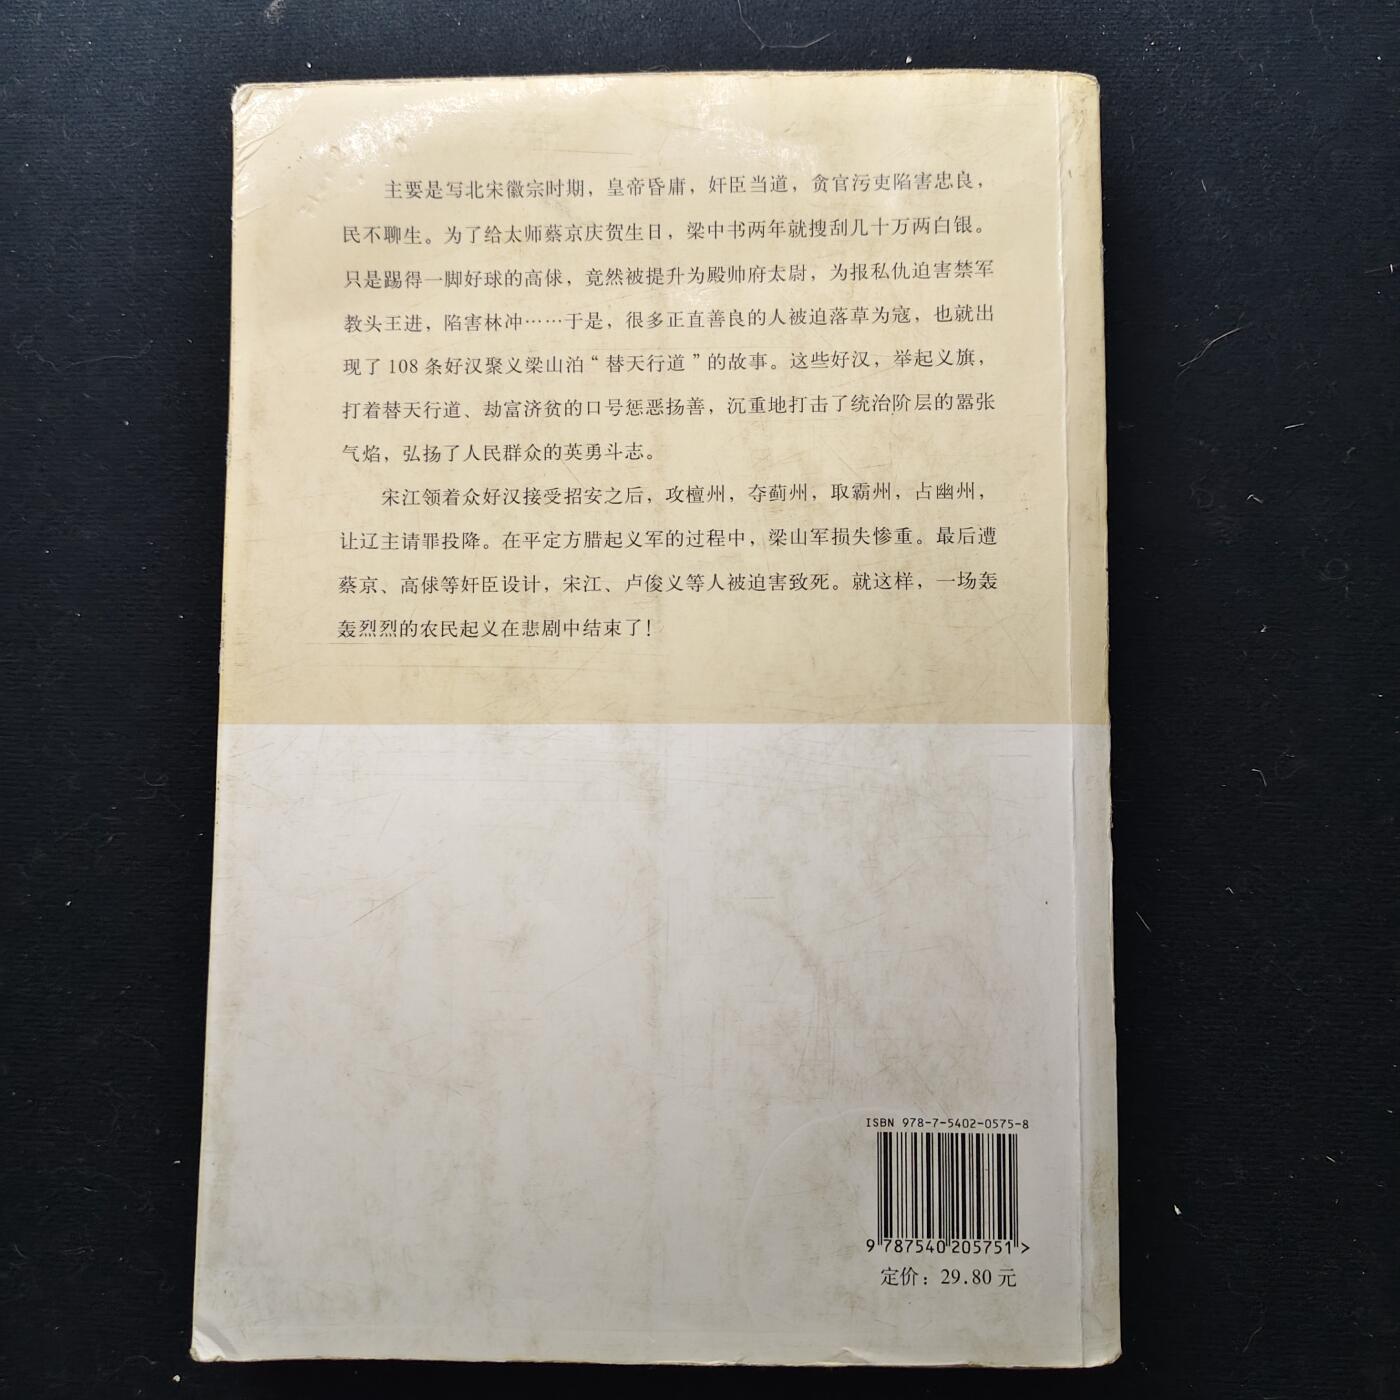 主要是写北宋徽宗时期，皇帝昏庸，奸臣当道，贪官污吏陷害忠良，
民不聊生。为了给太师蔡京庆贺生日，梁中书两年就搜刮几十万两白银。
只是踢得一脚好球的高俅，竟然被提升为殿帅府太尉，为报私仇迫害禁军
教头王进，陷害林冲……于是，很多正直善良的人被迫落草为寇，也就出
现了108条好汉聚义梁山泊“替天行道”的故事。这些好汉，举起义旗，
打着替天行道、劫富济贫的口号惩恶扬善，沉重地打击了统治阶层的嚣张
气焰，弘扬了人民群众的英勇斗志。
宋江领着众好汉接受招安之后，攻檀州，夺蓟州，取霸州，占幽州，
让辽主请罪投降。在平定方腊起义军的过程中，梁山军损失惨重。最后遭
蔡京、高俅等奸臣设计，宋江、卢俊义等人被迫害致死。就这样，一场轰
轰烈烈的农民起义在悲剧中结束了！
ISBN 978-7-5402-0575-8
9 787540 205751 >
定价：29.80元